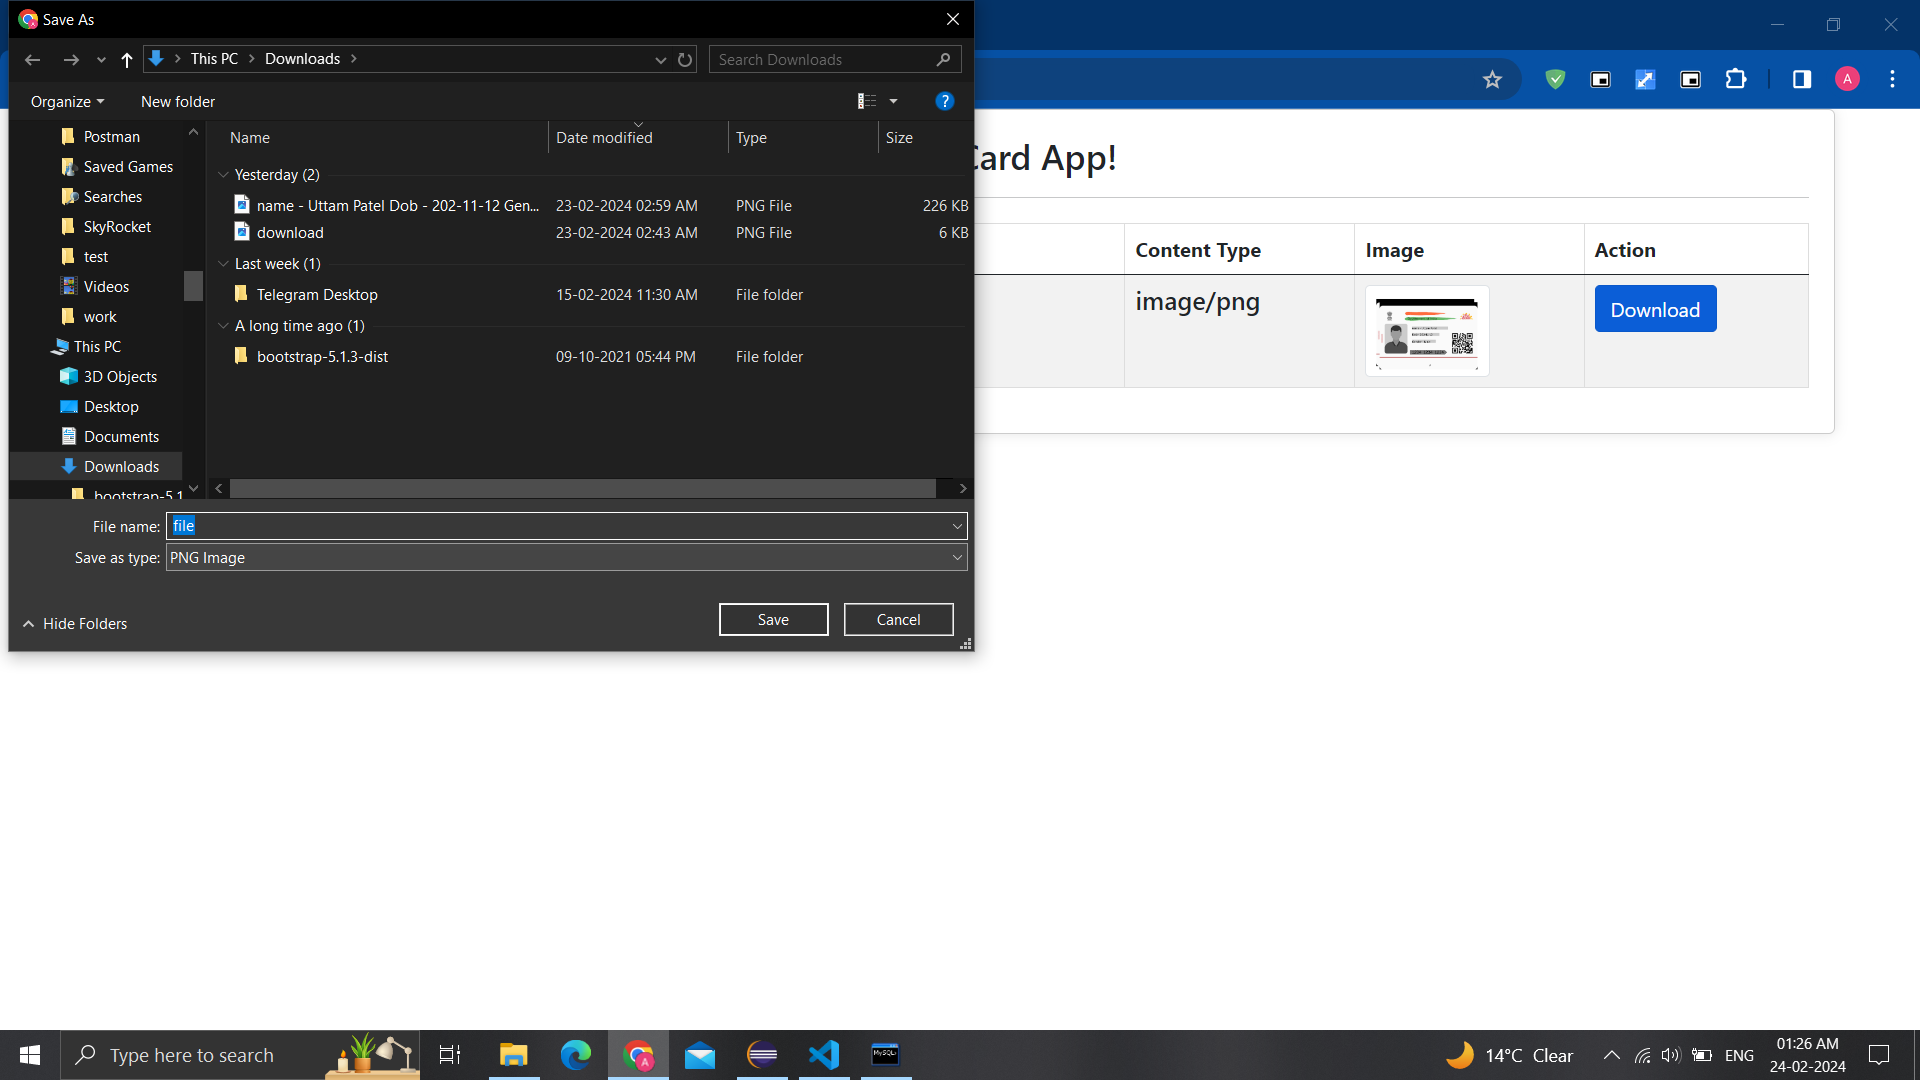 Save As
This PC
Downloads
Search Downloads
Organize
New folder
?
Postman
Saved Games
Searches
SkyRocket
test
Videos
work
This PC
3D Objects
Desktop
Documents
Downloads
bootstrap-5.1
Name
Date modified
Type
Size
Yesterday (2)
name - Uttam Patel Dob - 202-11-12 Gen... 23-02-2024 02:59 AM PNG File 226 KB
download 23-02-2024 02:43 AM PNG File 6 KB
Last week (1)
Telegram Desktop 15-02-2024 11:30 AM File folder
A long time ago (1)
bootstrap-5.1.3-dist 09-10-2021 05:44 PM File folder
File name: file
Save as type: PNG Image
Hide Folders
Save
Cancel
A
Card App!
Content Type
Image
Action
image/png
Download
Type here to search
A
MySQL
14°C Clear
ENG
01:26 AM
24-02-2024